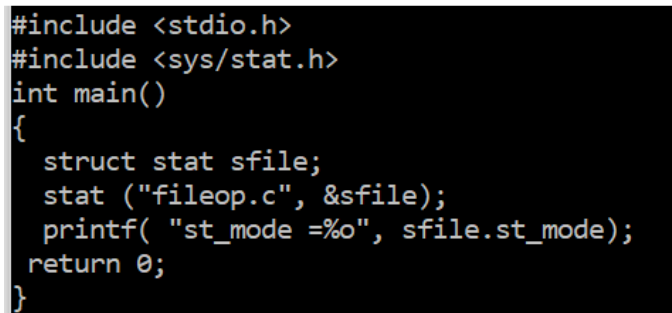 #include <stdio.h>
#include <sys/stat.h>
int main()
{
  struct stat sfile;
  stat ("fileop.c", &sfile);
  printf( "st_mode =%o", sfile.st_mode);
 return 0;
}